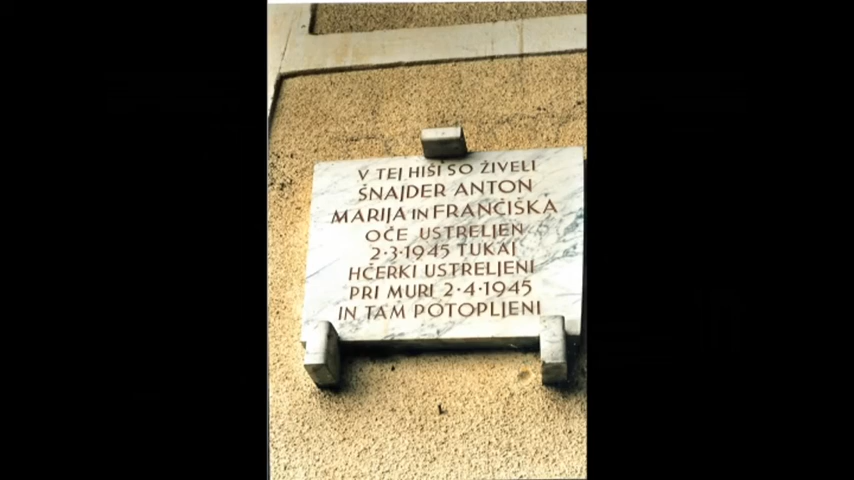 V TEJ HIŠI SO ŽIVELI
ŠNAJDER ANTON
MARIJA IN FRANČIŠKA
OČE USTRELJEN
2·3·1945 TUKAJ
HČERKI USTRELJENI
PRI MURI 2·4·1945
IN TAM POTOPLJENI